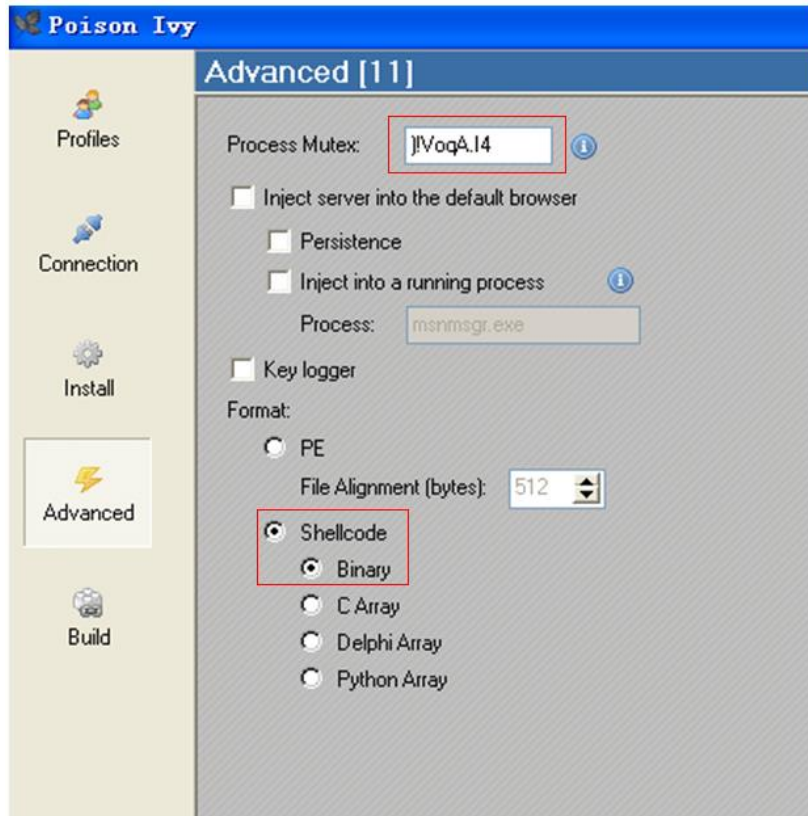 Poison Ivy
Advanced [11]
Profiles
Process Mutex: )!VoqA.I4
Inject server into the default browser
Connection
Persistence
Inject into a running process
Process: msnmsgr.exe
Install
Key logger
Format:
PE
File Alignment (bytes): 512
Advanced
Shellcode
Binary
C Array
Build
Delphi Array
Python Array